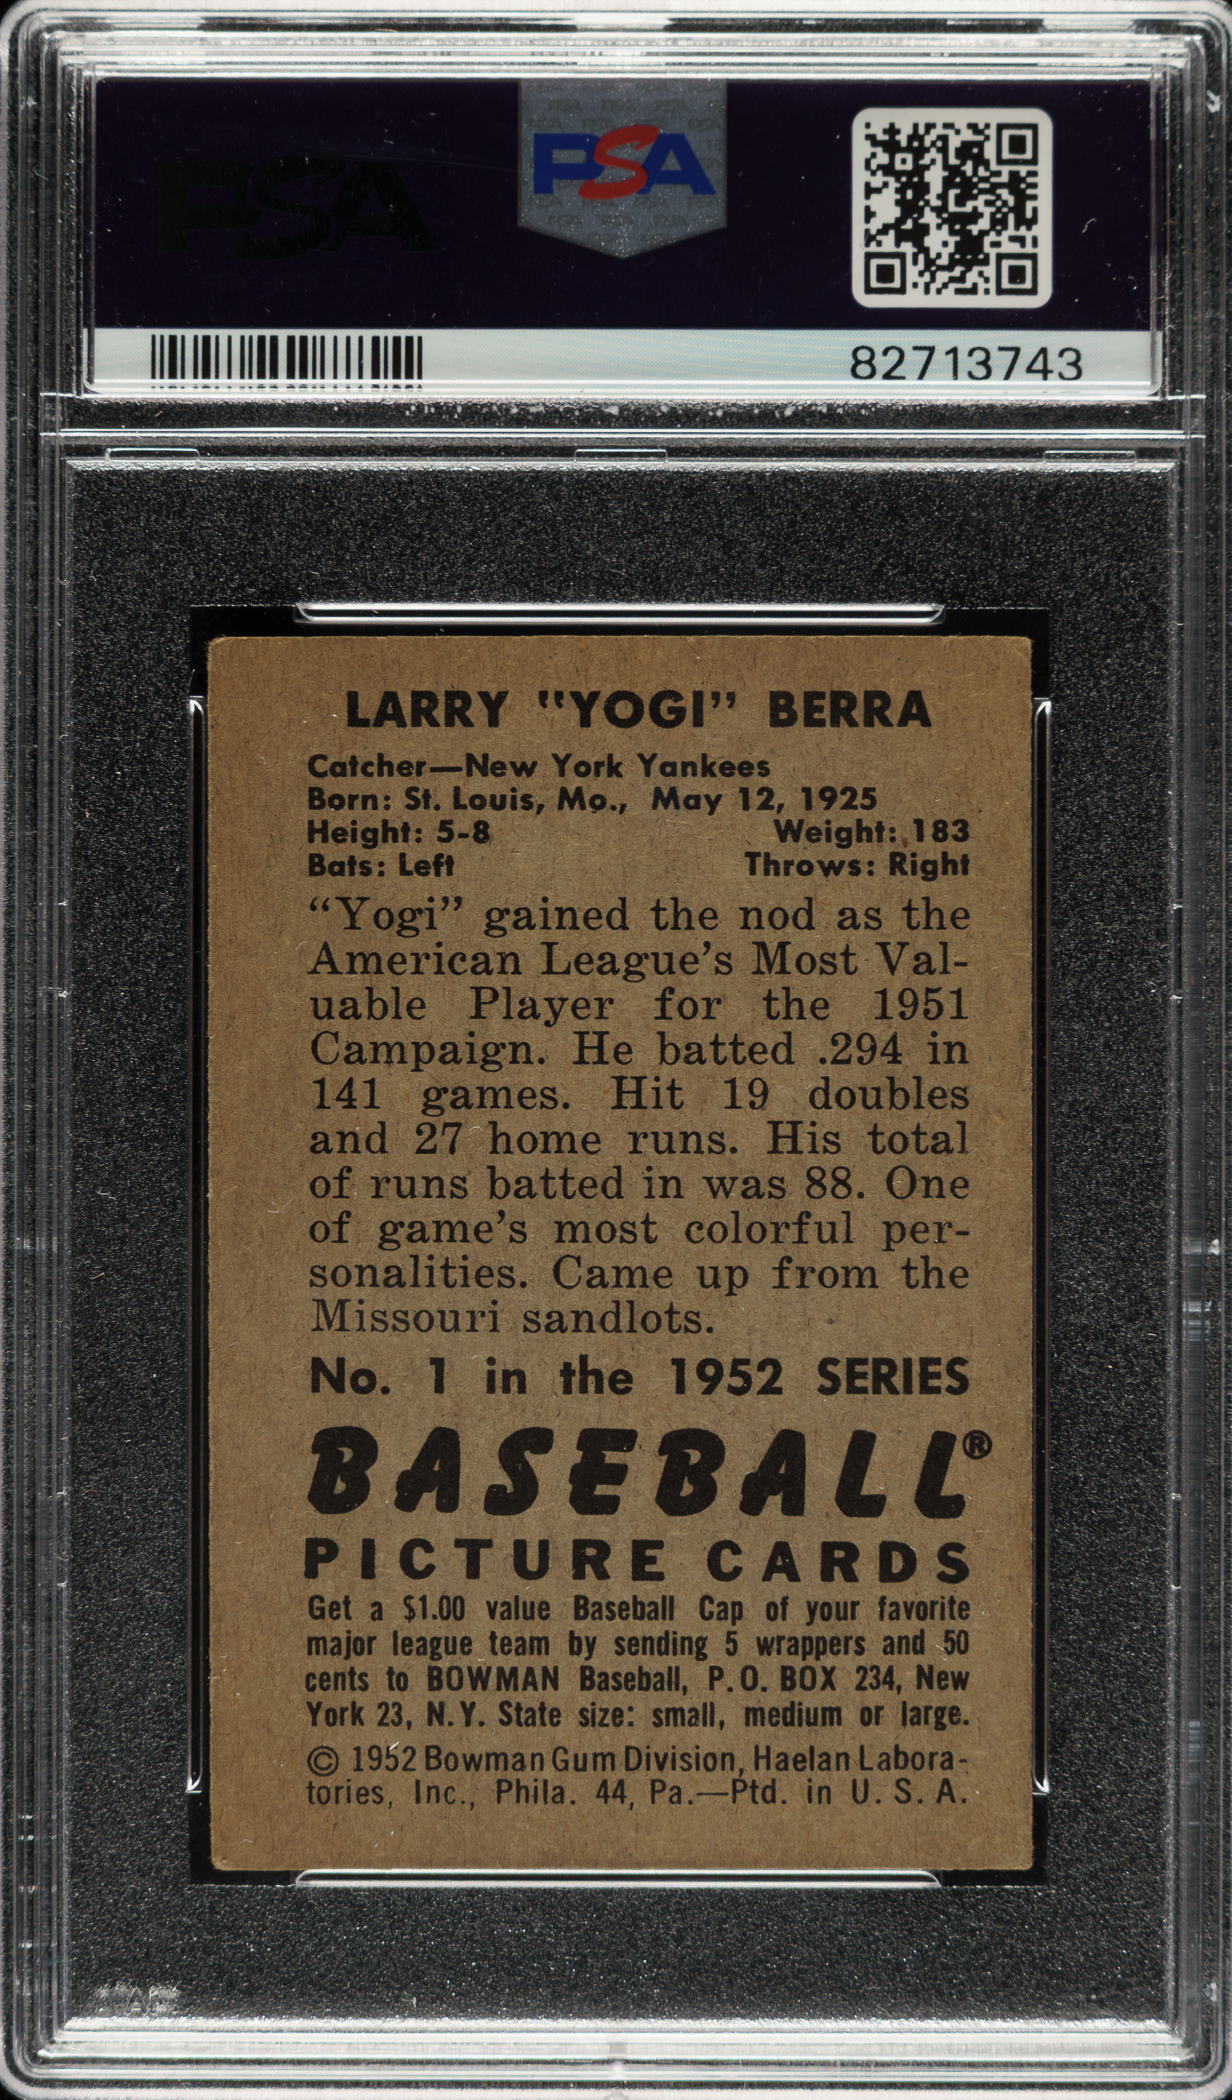 PSA
PSA
82713743
LARRY "YOGI" BERRA
Catcher—New York Yankees
Born: St. Louis, Mo., May 12, 1925
Height: 5-8 Weight: 183
Bats: Left Throws: Right
“Yogi” gained the nod as the
American League’s Most Val-
uable Player for the 1951
Campaign. He batted .294 in
141 games. Hit 19 doubles
and 27 home runs. His total
of runs batted in was 88. One
of game’s most colorful per-
sonalities. Came up from the
Missouri sandlots.
No. 1 in the 1952 SERIES
BASEBALL®
PICTURE CARDS
Get a $1.00 value Baseball Cap of your favorite
major league team by sending 5 wrappers and 50
cents to BOWMAN Baseball, P.O. BOX 234, New
York 23, N.Y. State size: small, medium or large.
© 1952 Bowman Gum Division, Haelan Labora-
tories, Inc., Phila. 44, Pa.—Ptd. in U. S. A.